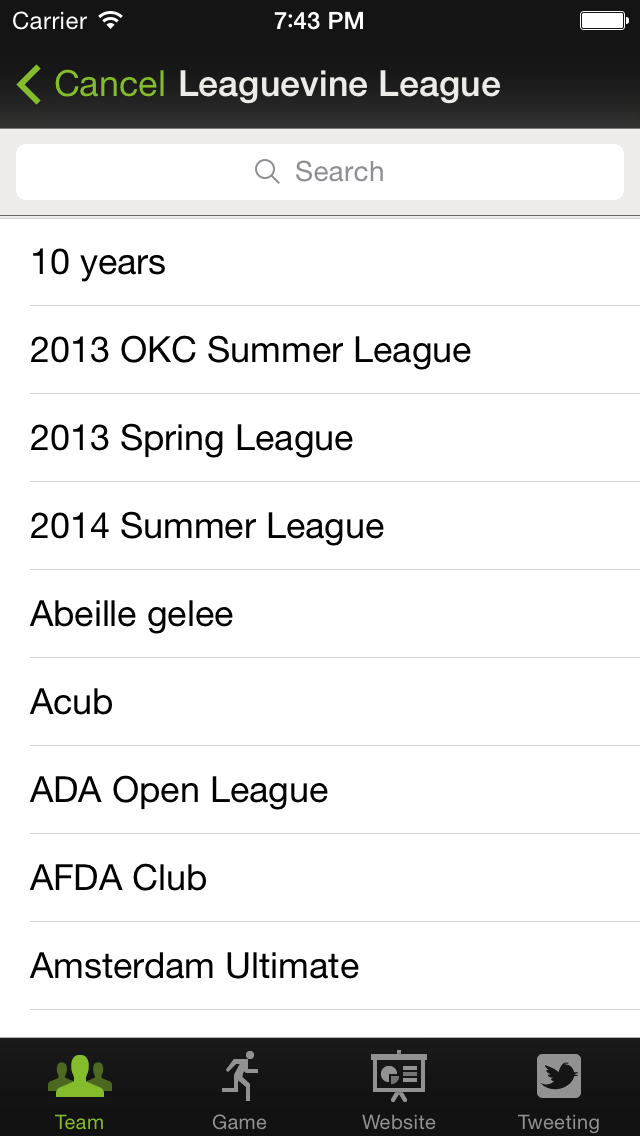 Carrier 7:43 PM
Cancel Leaguevine League
Search
10 years
2013 OKC Summer League
2013 Spring League
2014 Summer League
Abeille gelee
Acub
ADA Open League
AFDA Club
Amsterdam Ultimate
Team Game Website Tweeting